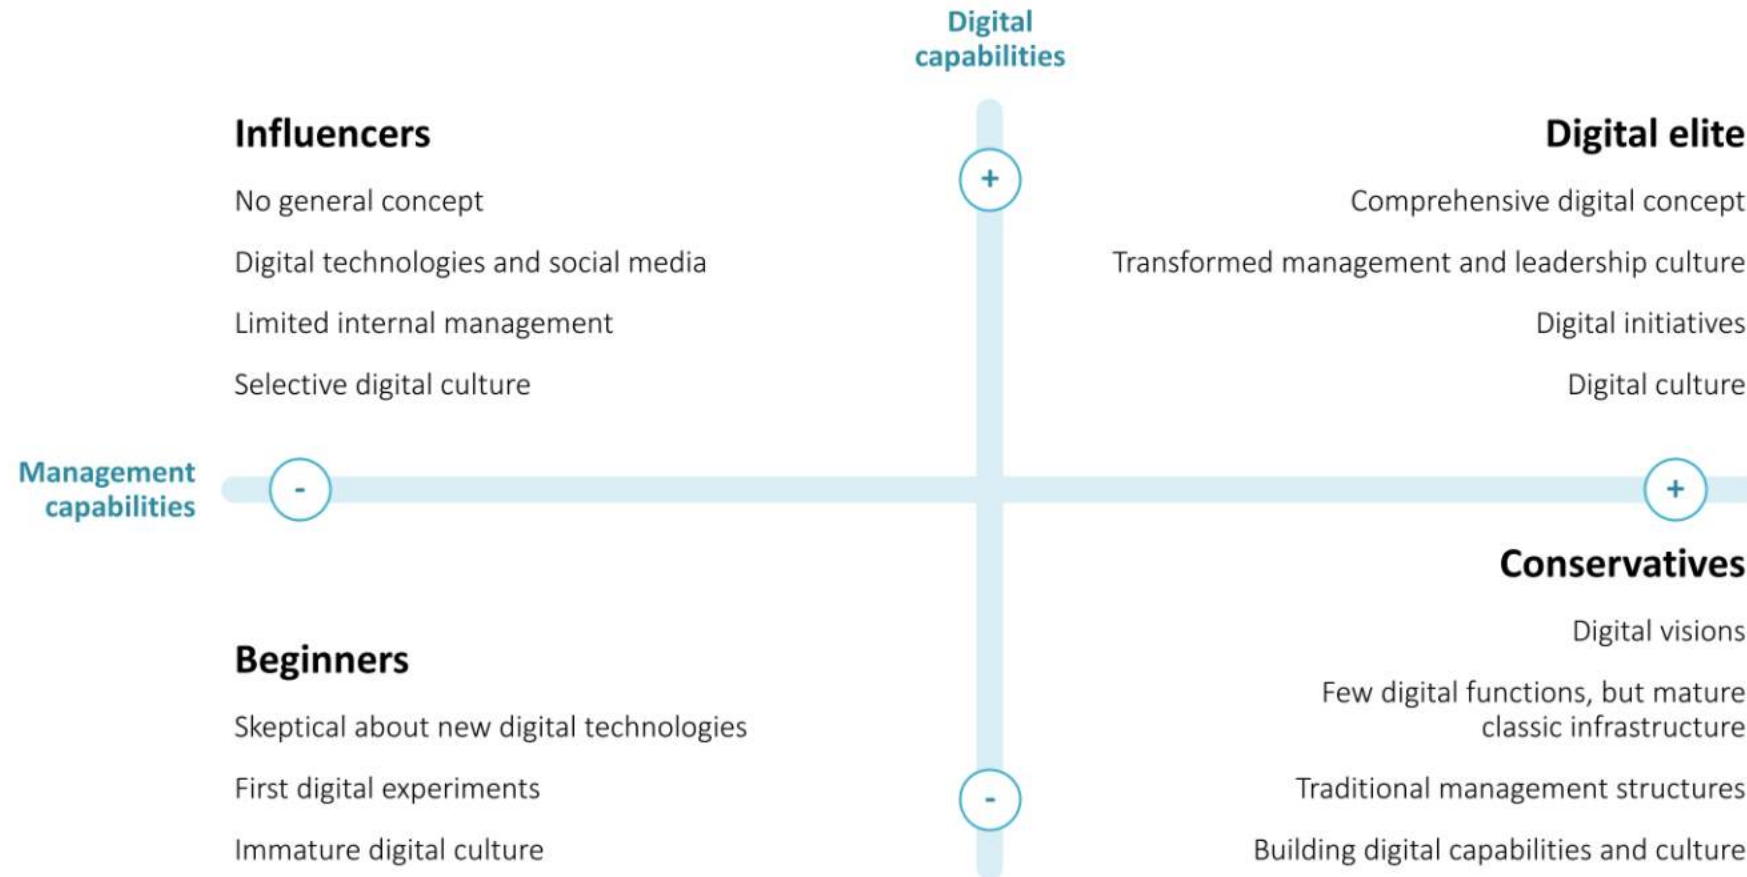 Digital
capabilities
Influencers
No general concept
Digital technologies and social media
Limited internal management
Selective digital culture
+
Digital elite
Comprehensive digital concept
Transformed management and leadership culture
Digital initiatives
Digital culture
Management
capabilities
-
+
Beginners
Skeptical about new digital technologies
First digital experiments
Immature digital culture
-
Conservatives
Digital visions
Few digital functions, but mature
classic infrastructure
Traditional management structures
Building digital capabilities and culture